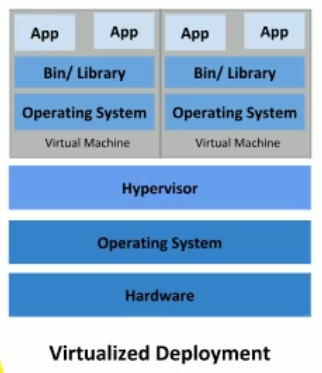 App App App App
Bin/ Library Bin/ Library
Operating System Operating System
Virtual Machine Virtual Machine
Hypervisor
Operating System
Hardware
Virtualized Deployment